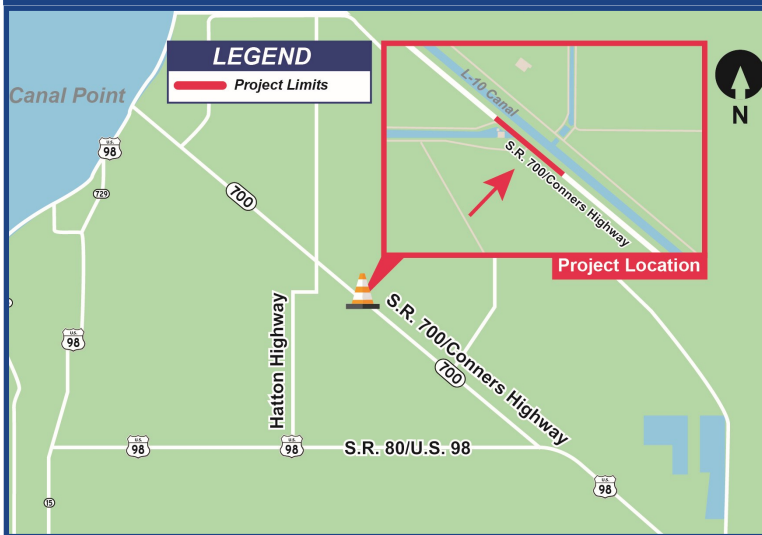 LEGEND
Project Limits
Canal Point
L-10 Canal
S.R. 700/Conners Highway
Project Location
N
U.S.
98
729
700
U.S.
98
Hatton Highway
S.R. 700/Conners Highway
700
U.S.
98
U.S.
98
S.R. 80/U.S. 98
U.S.
98
15